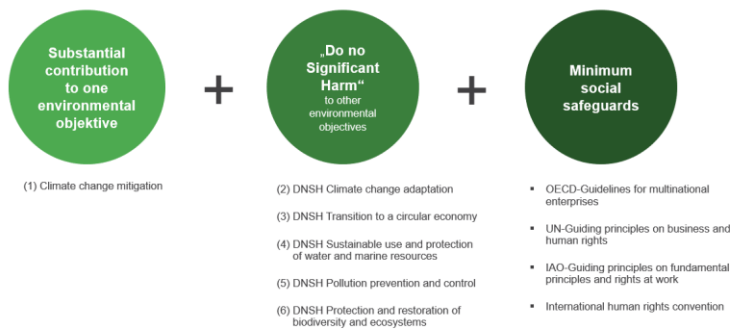 Substantial
contribution
to one
environmental
objektive
+
„Do no
Significant
Harm“
to other
environmental
objectives
+
Minimum
social
safeguards
(1) Climate change mitigation
(2) DNSH Climate change adaptation
(3) DNSH Transition to a circular economy
(4) DNSH Sustainable use and protection
of water and marine resources
(5) DNSH Pollution prevention and control
(6) DNSH Protection and restoration of
biodiversity and ecosystems
▪ OECD-Guidelines for multinational
enterprises
▪ UN-Guiding principles on business and
human rights
▪ IAO-Guiding principles on fundamental
principles and rights at work
▪ International human rights convention